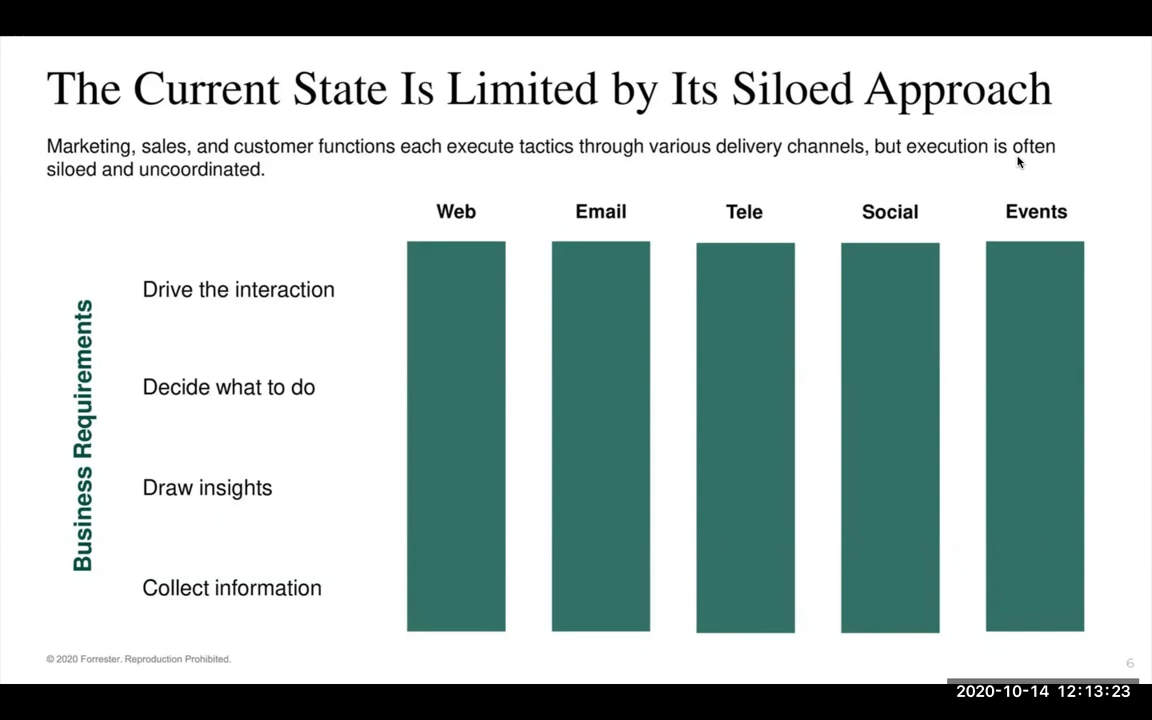 The Current State Is Limited by Its Siloed Approach
Marketing, sales, and customer functions each execute tactics through various delivery channels, but execution is often
siloed and uncoordinated.
Web Email Tele Social Events
Business Requirements
Drive the interaction
Decide what to do
Draw insights
Collect information
© 2020 Forrester. Reproduction Prohibited.
6
2020-10-14 12:13:23